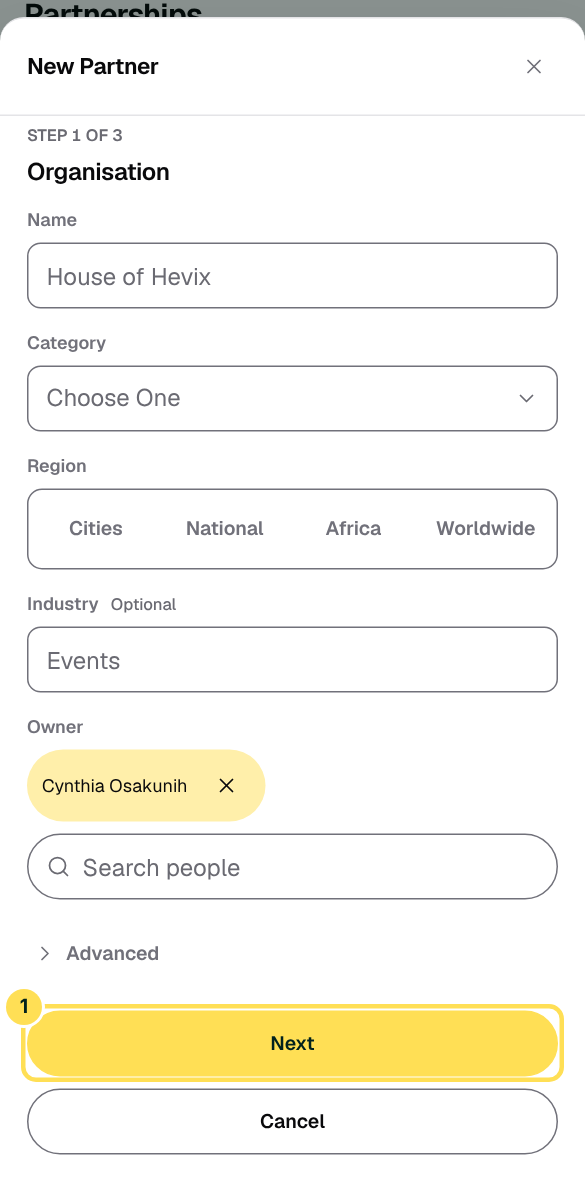 Partnerships
New Partner
STEP 1 OF 3
Organisation
Name
House of Hevix
Category
Choose One
Region
Cities National Africa Worldwide
Industry Optional
Events
Owner
Cynthia Osakunih
Search people
Advanced
1
Next
Cancel